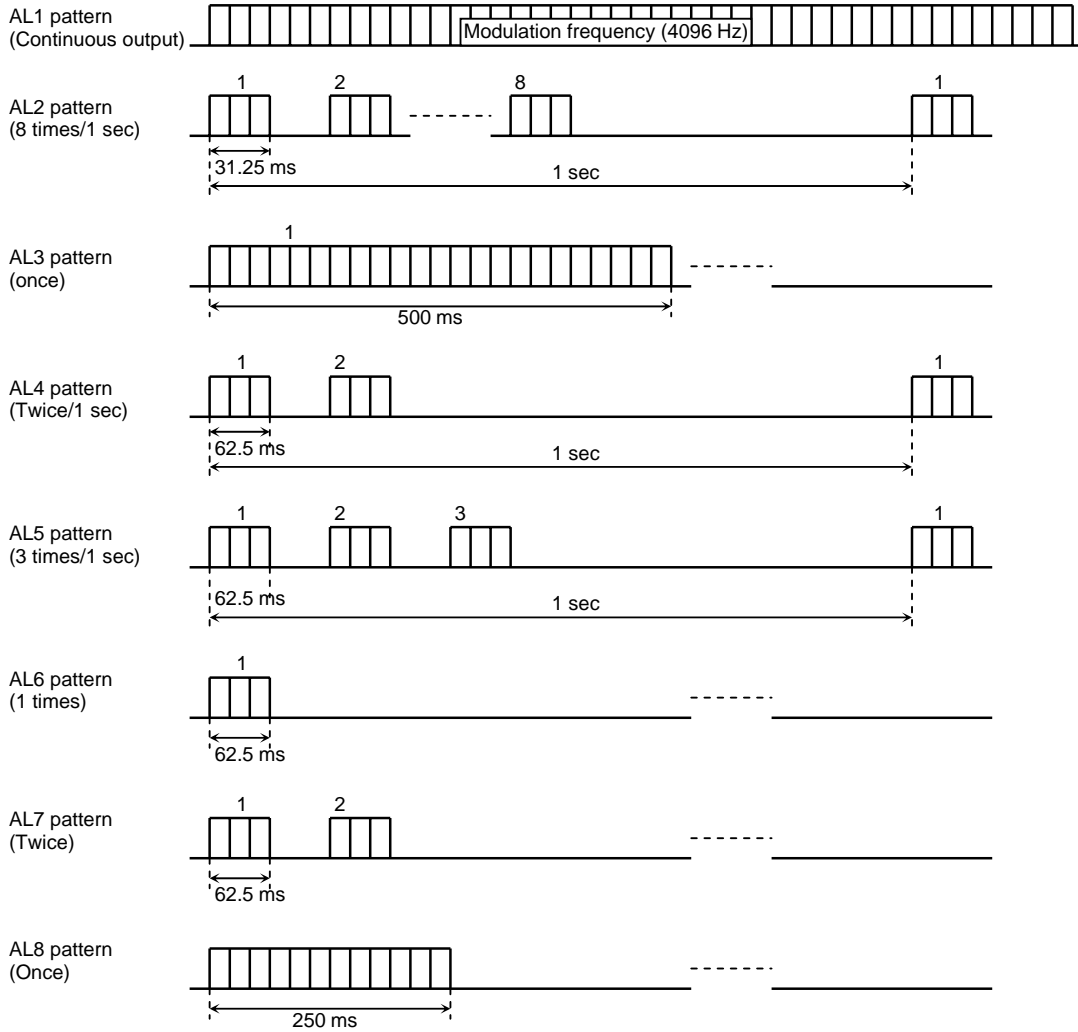 AL1 pattern
(Continuous output)
Modulation frequency (4096 Hz)
AL2 pattern
(8 times/1 sec)
1
2
8
1
31.25 ms
1 sec
AL3 pattern
(once)
1
500 ms
AL4 pattern
(Twice/1 sec)
1
2
1
62.5 ms
1 sec
AL5 pattern
(3 times/1 sec)
1
2
3
1
62.5 ms
1 sec
AL6 pattern
(1 times)
1
62.5 ms
AL7 pattern
(Twice)
1
2
62.5 ms
AL8 pattern
(Once)
250 ms